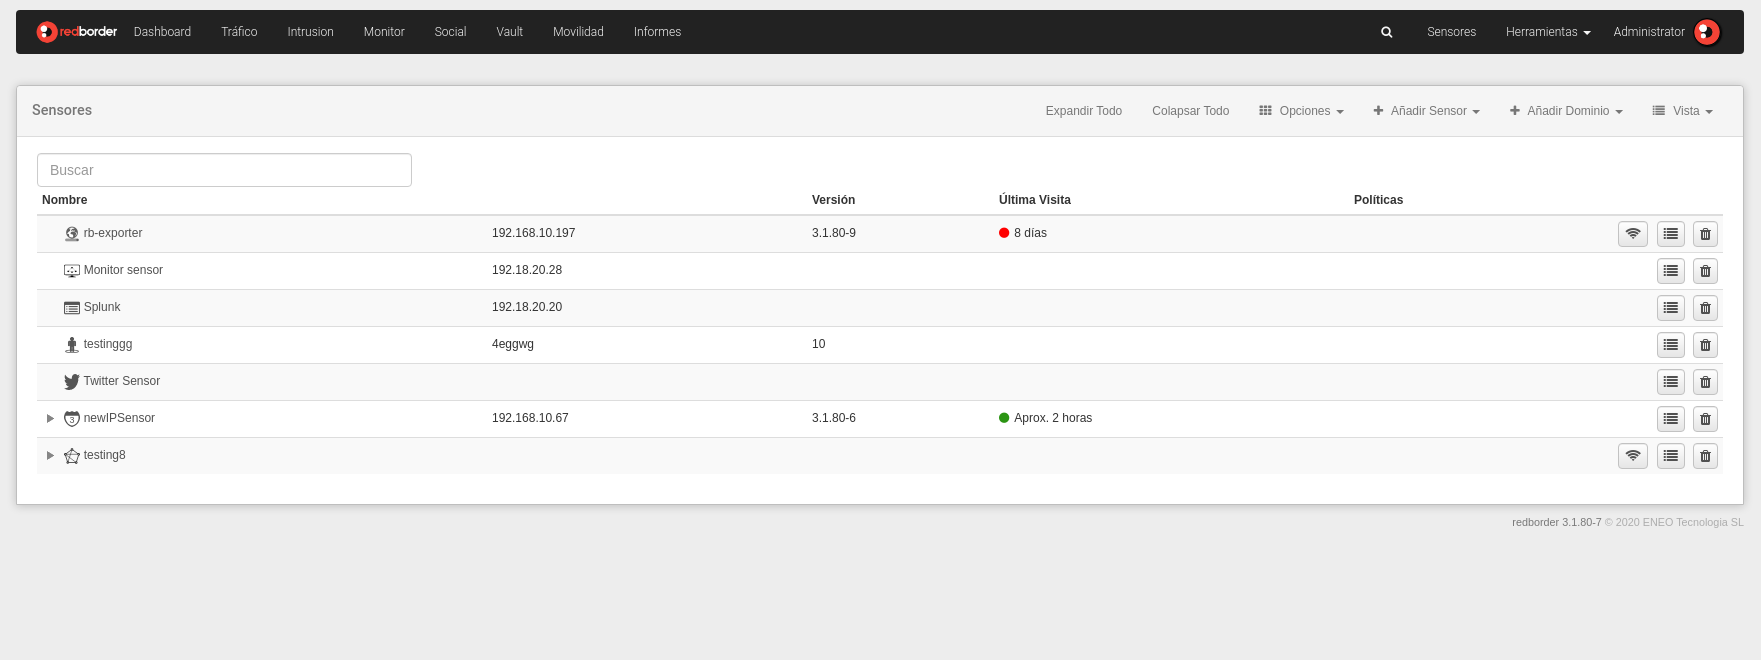 redborder Dashboard Tráfico Intrusion Monitor Social Vault Movilidad Informes Sensores Herramientas Administrator
Sensores Expandir Todo Colapsar Todo Opciones Añadir Sensor Añadir Dominio Vista
Buscar
Nombre Versión Última Visita Políticas
rb-exporter 192.168.10.197 3.1.80-9 8 días
Monitor sensor 192.18.20.28
Splunk 192.18.20.20
testinggg 4eggwg 10
Twitter Sensor
3 newIPSensor 192.168.10.67 3.1.80-6 Aprox. 2 horas
testing8
redborder 3.1.80-7 © 2020 ENEO Tecnologia SL